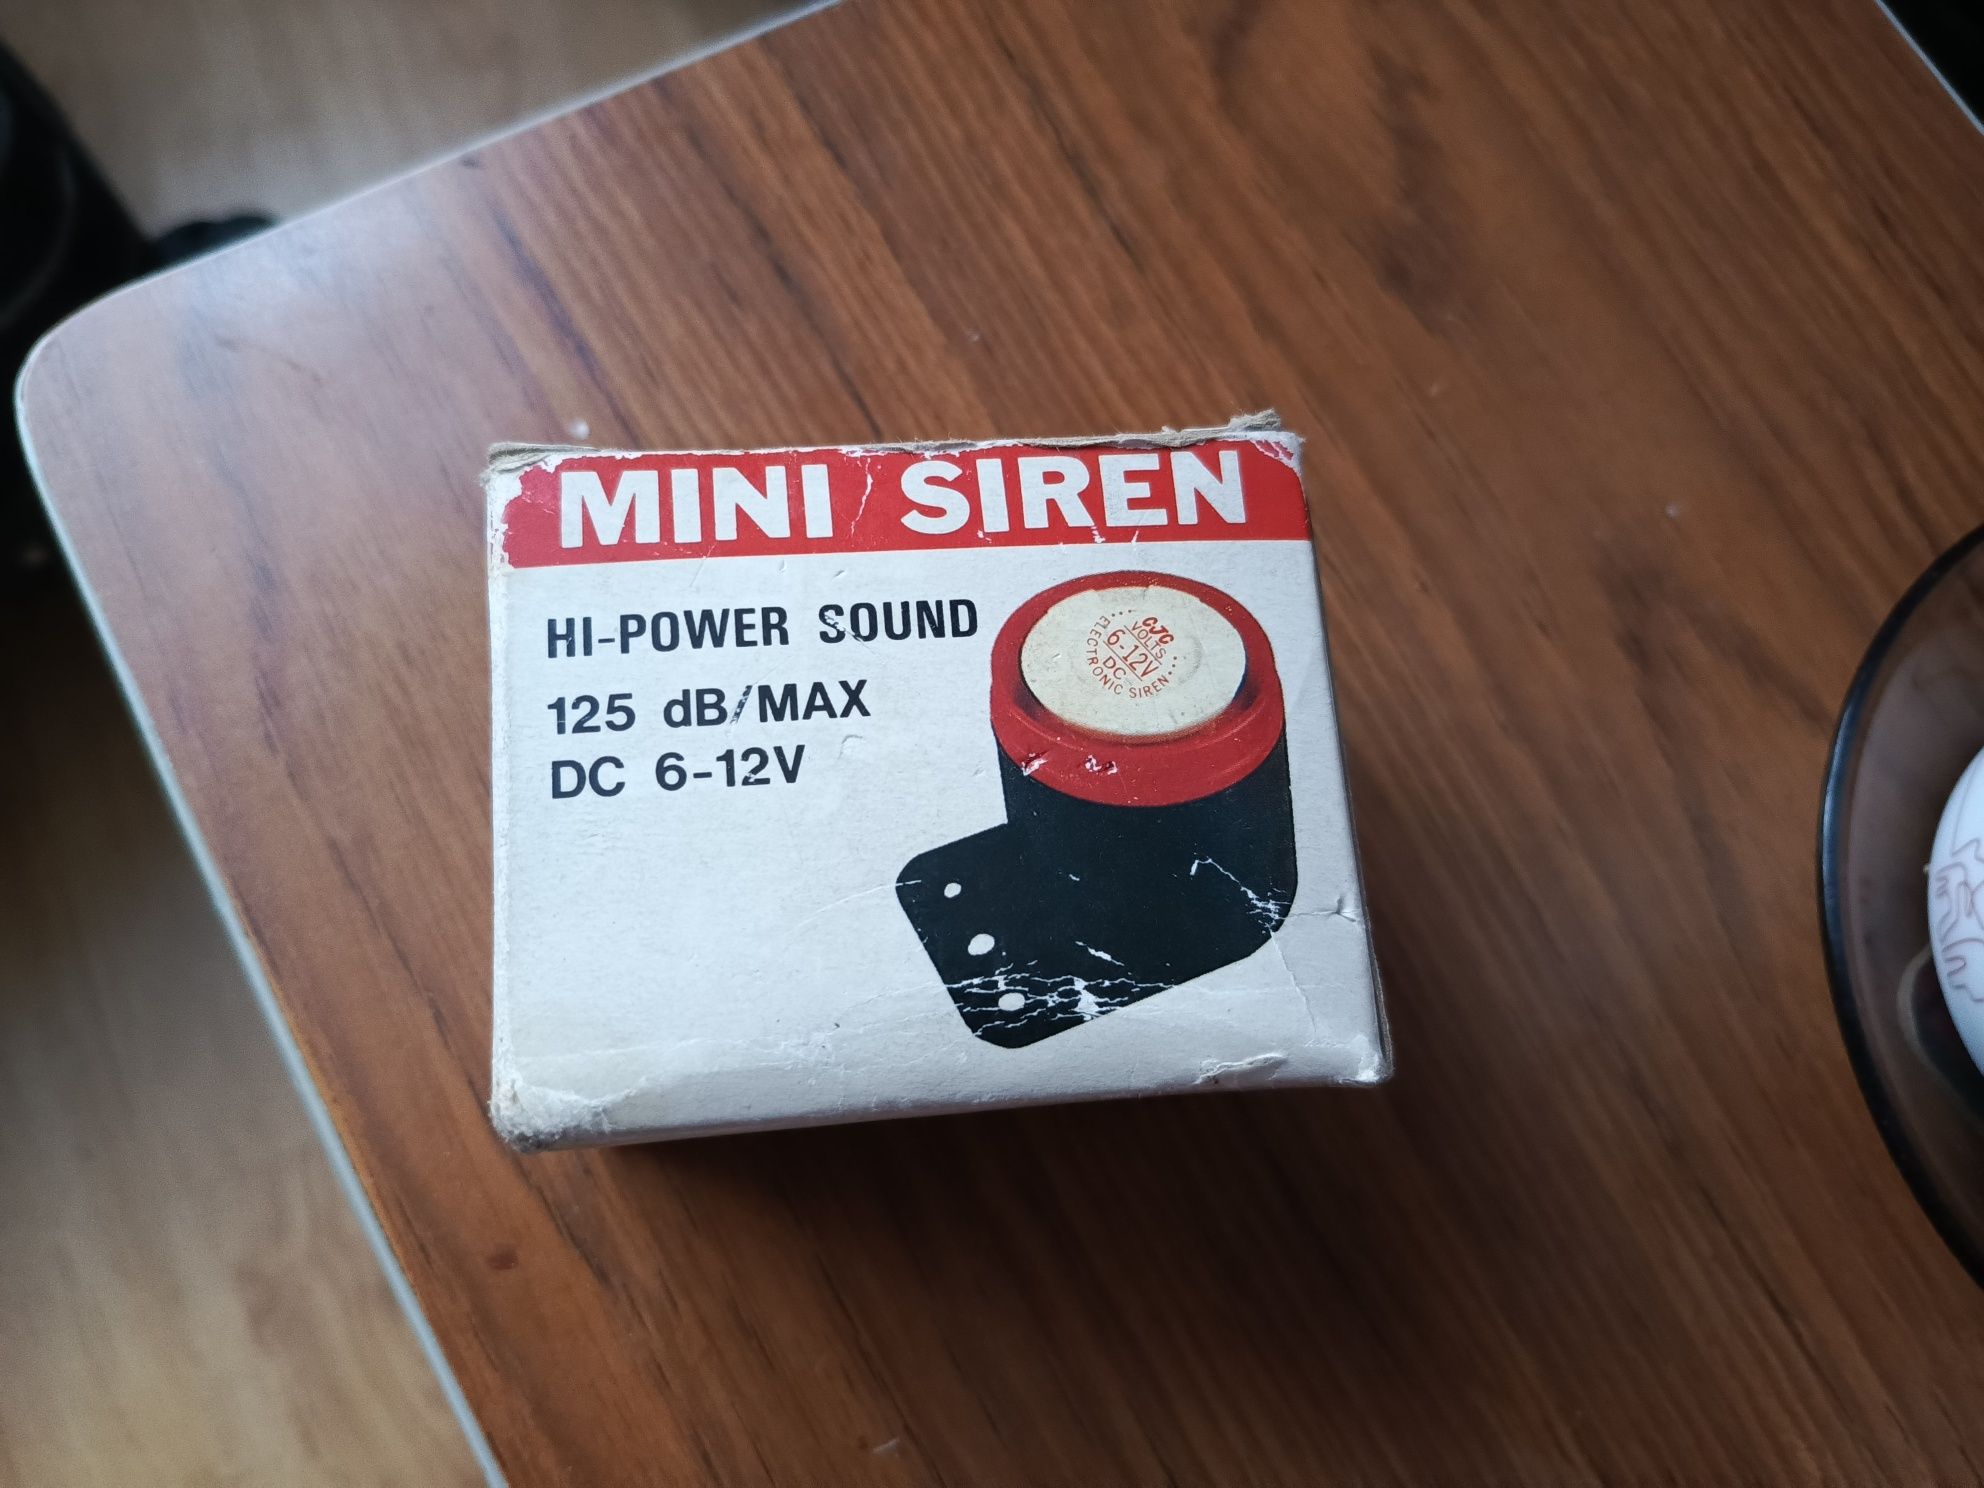 MINI SIREN
HI-POWER SOUND
125 dB/MAX
DC 6-12V
CJC
VOLTS
6-12V
DC
ELECTRONIC SIREN